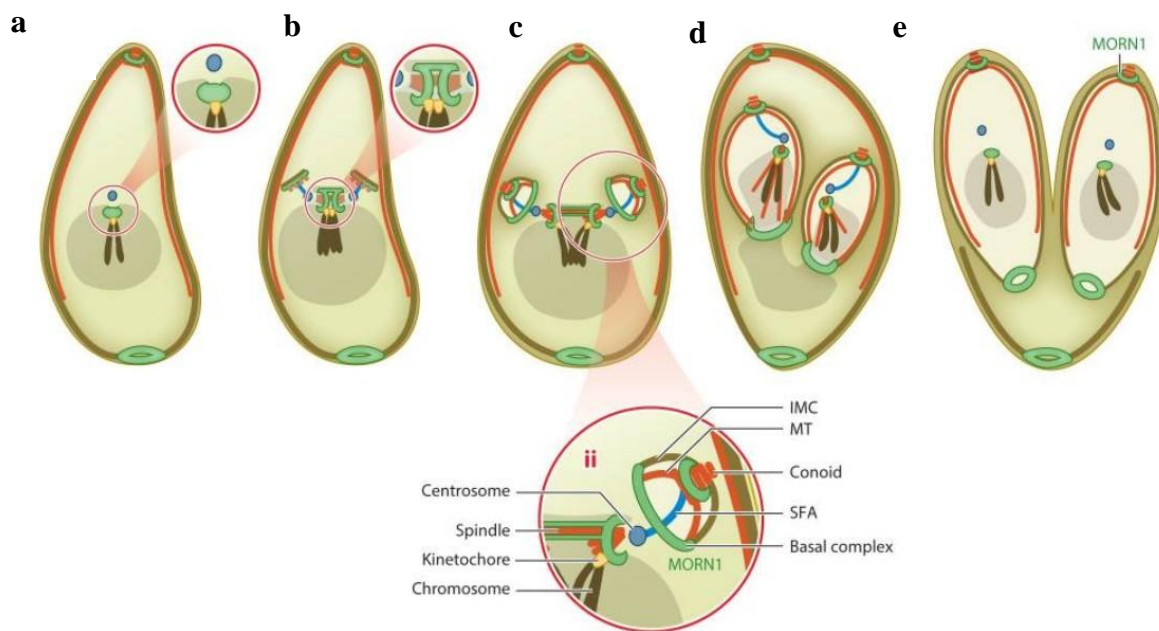 a
b
c
d
e
MORN1
ii
IMC
MT
Conoid
SFA
Basal complex
MORN1
Centrosome
Spindle
Kinetochore
Chromosome